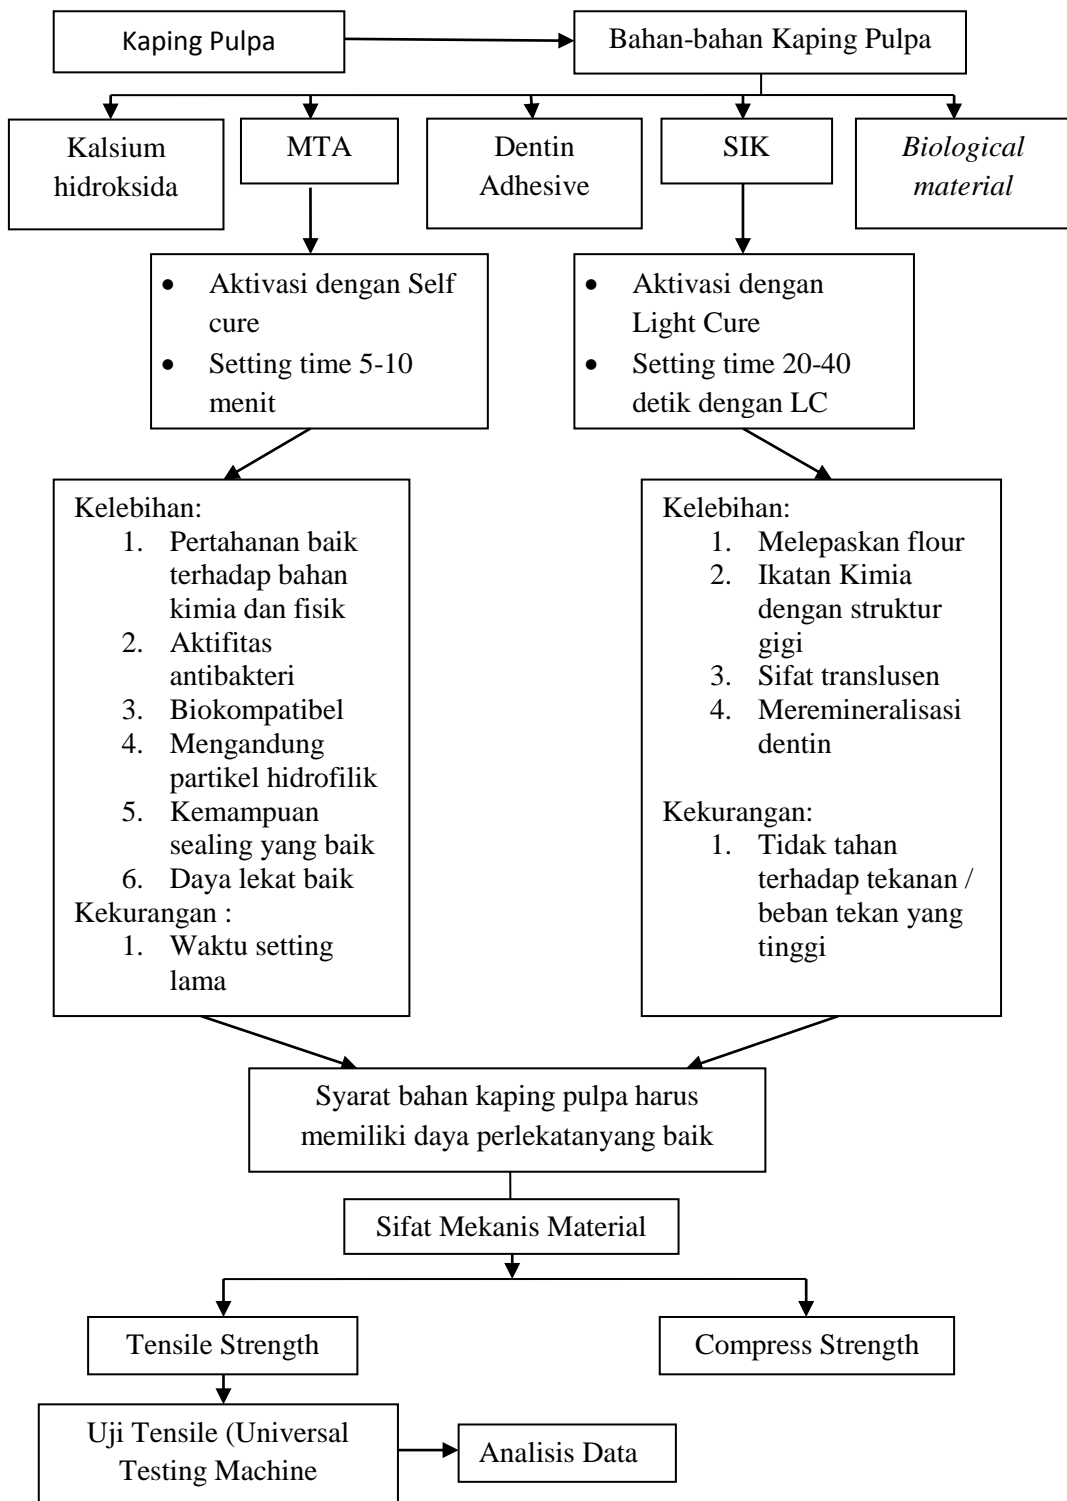 Kaping Pulpa
Bahan-bahan Kaping Pulpa
Kalsium
hidroksida
MTA
Dentin
Adhesive
SIK
Biological
material
• Aktivasi dengan Self
cure
• Setting time 5-10
menit
• Aktivasi dengan
Light Cure
• Setting time 20-40
detik dengan LC
Kelebihan:
1. Pertahanan baik
terhadap bahan
kimia dan fisik
2. Aktifitas
antibakteri
3. Biokompatibel
4. Mengandung
partikel hidrofilik
5. Kemampuan
sealing yang baik
6. Daya lekat baik
Kekurangan :
1. Waktu setting
lama
Kelebihan:
1. Melepaskan flour
2. Ikatan Kimia
dengan struktur
gigi
3. Sifat translusen
4. Meremineralisasi
dentin
Kekurangan:
1. Tidak tahan
terhadap tekanan /
beban tekan yang
tinggi
Syarat bahan kaping pulpa harus
memiliki daya perlekatanyang baik
Sifat Mekanis Material
Tensile Strength
Compress Strength
Uji Tensile (Universal
Testing Machine
Analisis Data